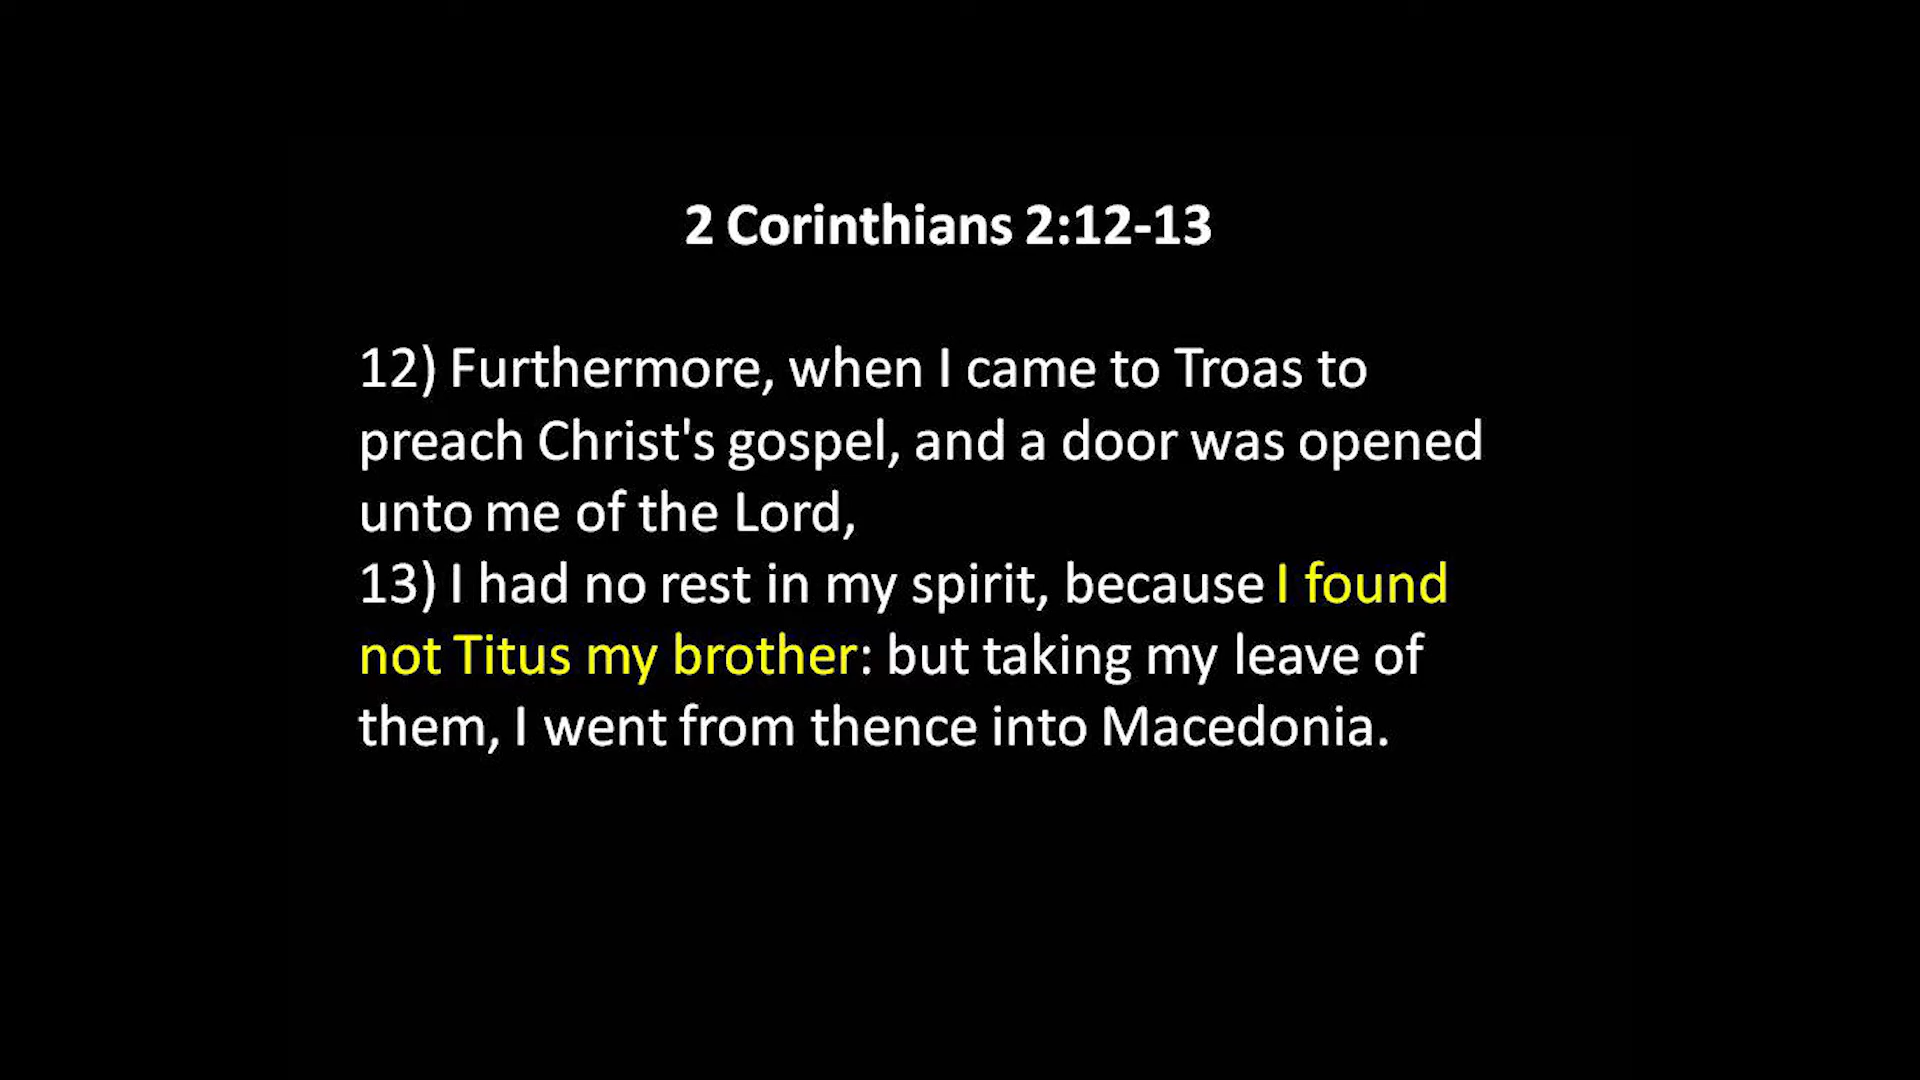 2 Corinthians 2:12-13
12) Furthermore, when I came to Troas to
preach Christ's gospel, and a door was opened
unto me of the Lord,
13) I had no rest in my spirit, because I found
not Titus my brother: but taking my leave of
them, I went from thence into Macedonia.